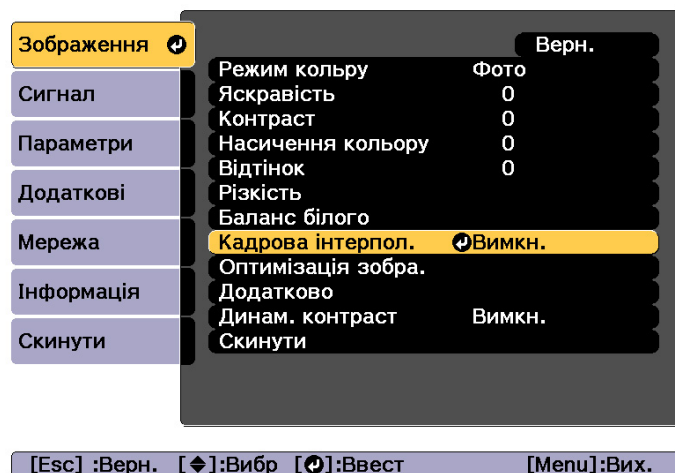 Зображення
Сигнал
Параметри
Додаткові
Мережа
Інформація
Скинути
Верн.
Режим кольру Фото
Яскравість 0
Контраст 0
Насичення кольору 0
Відтінок 0
Різкість
Баланс білого
Кадрова інтерпол. Вимкн.
Оптимізація зобра.
Додатково
Динам. контраст Вимкн.
Скинути
[Esc] :Верн. [◆]:Вибр [⏎]:Ввест [Menu]:Вих.